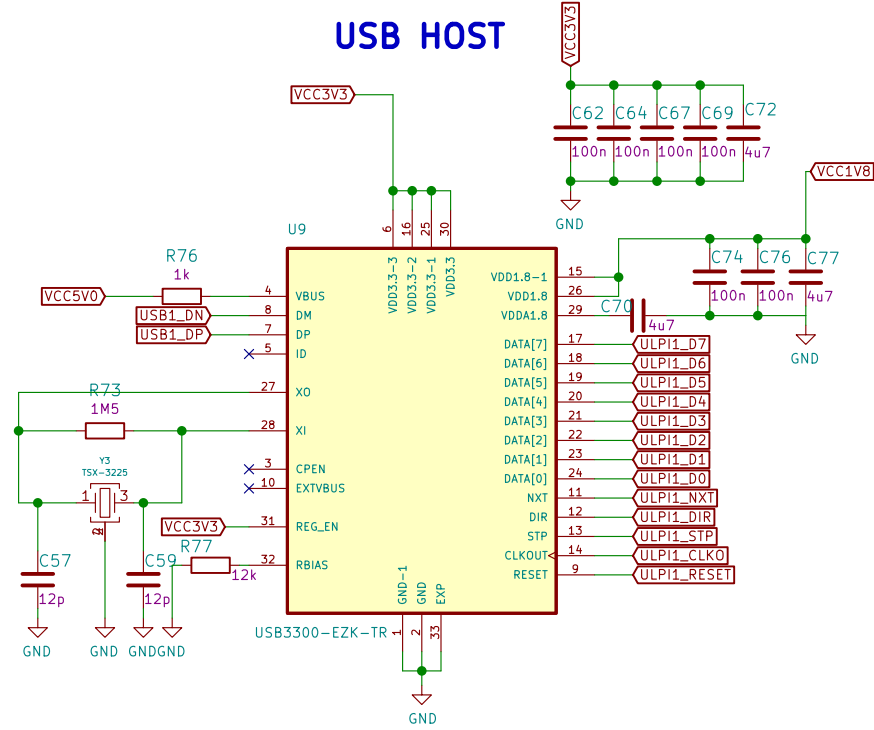 USB HOST
VCC3V3
VCC3V3
C62
C64
C67
C69
C72
100n
100n
100n
100n
4u7
GND
VCC1V8
U9
6
16
25
30
VDD3.3-3
VDD3.3-2
VDD3.3-1
VDD3.3
R76
1k
VCC5V0
4
VBUS
USB1_DN
8
DM
USB1_DP
7
DP
5
ID
27
XO
R73
1M5
28
XI
Y3
TSX-3225
1
3
3
CPEN
10
EXTVBUS
VCC3V3
31
REG_EN
R77
12k
32
RBIAS
C57
12p
C59
12p
GND
GND
GND
GND
VDD1.8-1
15
VDD1.8
26
VDDA1.8
29
C70
4u7
C74
C76
C77
100n
100n
4u7
GND
DATA[7]
17
ULPI1_D7
DATA[6]
18
ULPI1_D6
DATA[5]
19
ULPI1_D5
DATA[4]
20
ULPI1_D4
DATA[3]
21
ULPI1_D3
DATA[2]
22
ULPI1_D2
DATA[1]
23
ULPI1_D1
DATA[0]
24
ULPI1_D0
NXT
11
ULPI1_NXT
DIR
12
ULPI1_DIR
STP
13
ULPI1_STP
CLKOUT
14
ULPI1_CLKO
RESET
9
ULPI1_RESET
GND-1
GND
EXP
USB3300-EZK-TR
1
2
33
GND